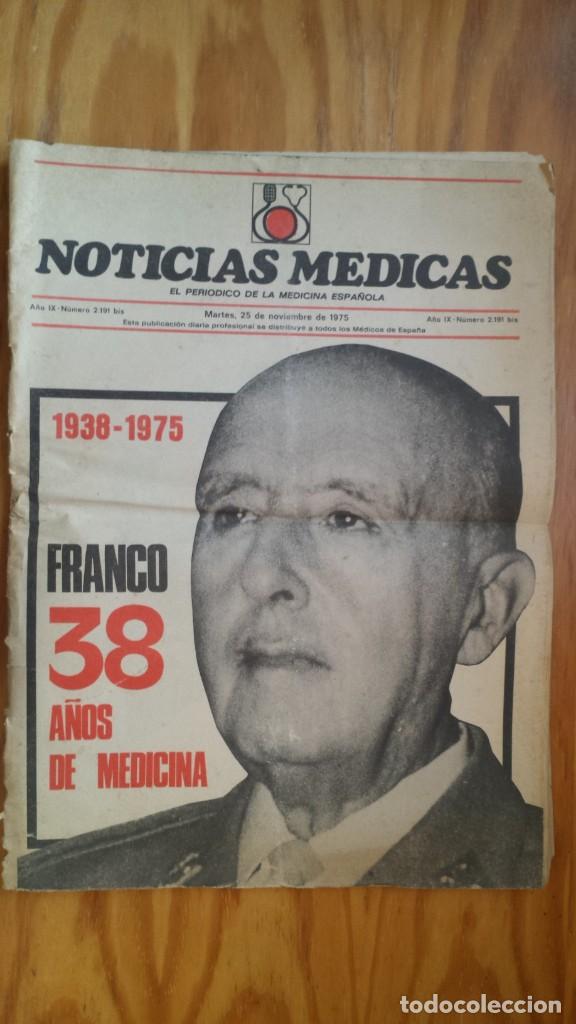 NOTICIAS MEDICAS
EL PERIODICO DE LA MEDICINA ESPAÑOLA
Año IX - Número 2.191 bis
Martes, 25 de noviembre de 1975
Año IX - Número 2.191 bis
Esta publicación diaria profesional se distribuye a todos los Médicos de España
1938-1975
FRANCO
38
AÑOS
DE MEDICINA
todocoleccion
todocoleccion.net